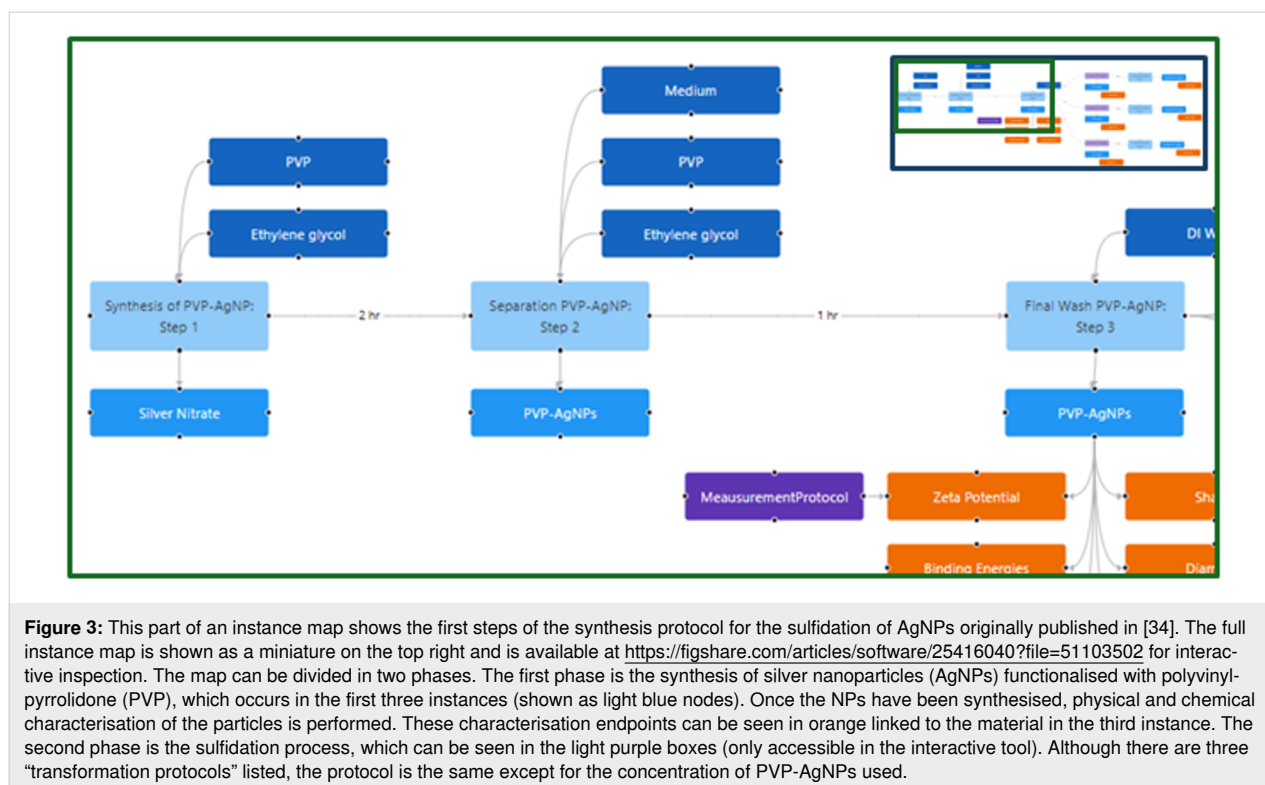 Medium
PVP
PVP
Ethylene glycol
Ethylene glycol
DI W
Synthesis of PVP-AgNP:
Step 1
2 hr
Separation PVP-AgNP:
Step 2
1 hr
Final Wash PVP-AgNP:
Step 3
Silver Nitrate
PVP-AgNPs
PVP-AgNPs
MeausurementProtocol
Zeta Potential
Sha
Binding Energies
Diam
Figure 3: This part of an instance map shows the first steps of the synthesis protocol for the sulfidation of AgNPs originally published in [34]. The full
instance map is shown as a miniature on the top right and is available at https://figshare.com/articles/software/25416040?file=51103502 for interac-
tive inspection. The map can be divided in two phases. The first phase is the synthesis of silver nanoparticles (AgNPs) functionalised with polyvinyl-
pyrrolidone (PVP), which occurs in the first three instances (shown as light blue nodes). Once the NPs have been synthesised, physical and chemical
characterisation of the particles is performed. These characterisation endpoints can be seen in orange linked to the material in the third instance. The
second phase is the sulfidation process, which can be seen in the light purple boxes (only accessible in the interactive tool). Although there are three
“transformation protocols” listed, the protocol is the same except for the concentration of PVP-AgNPs used.